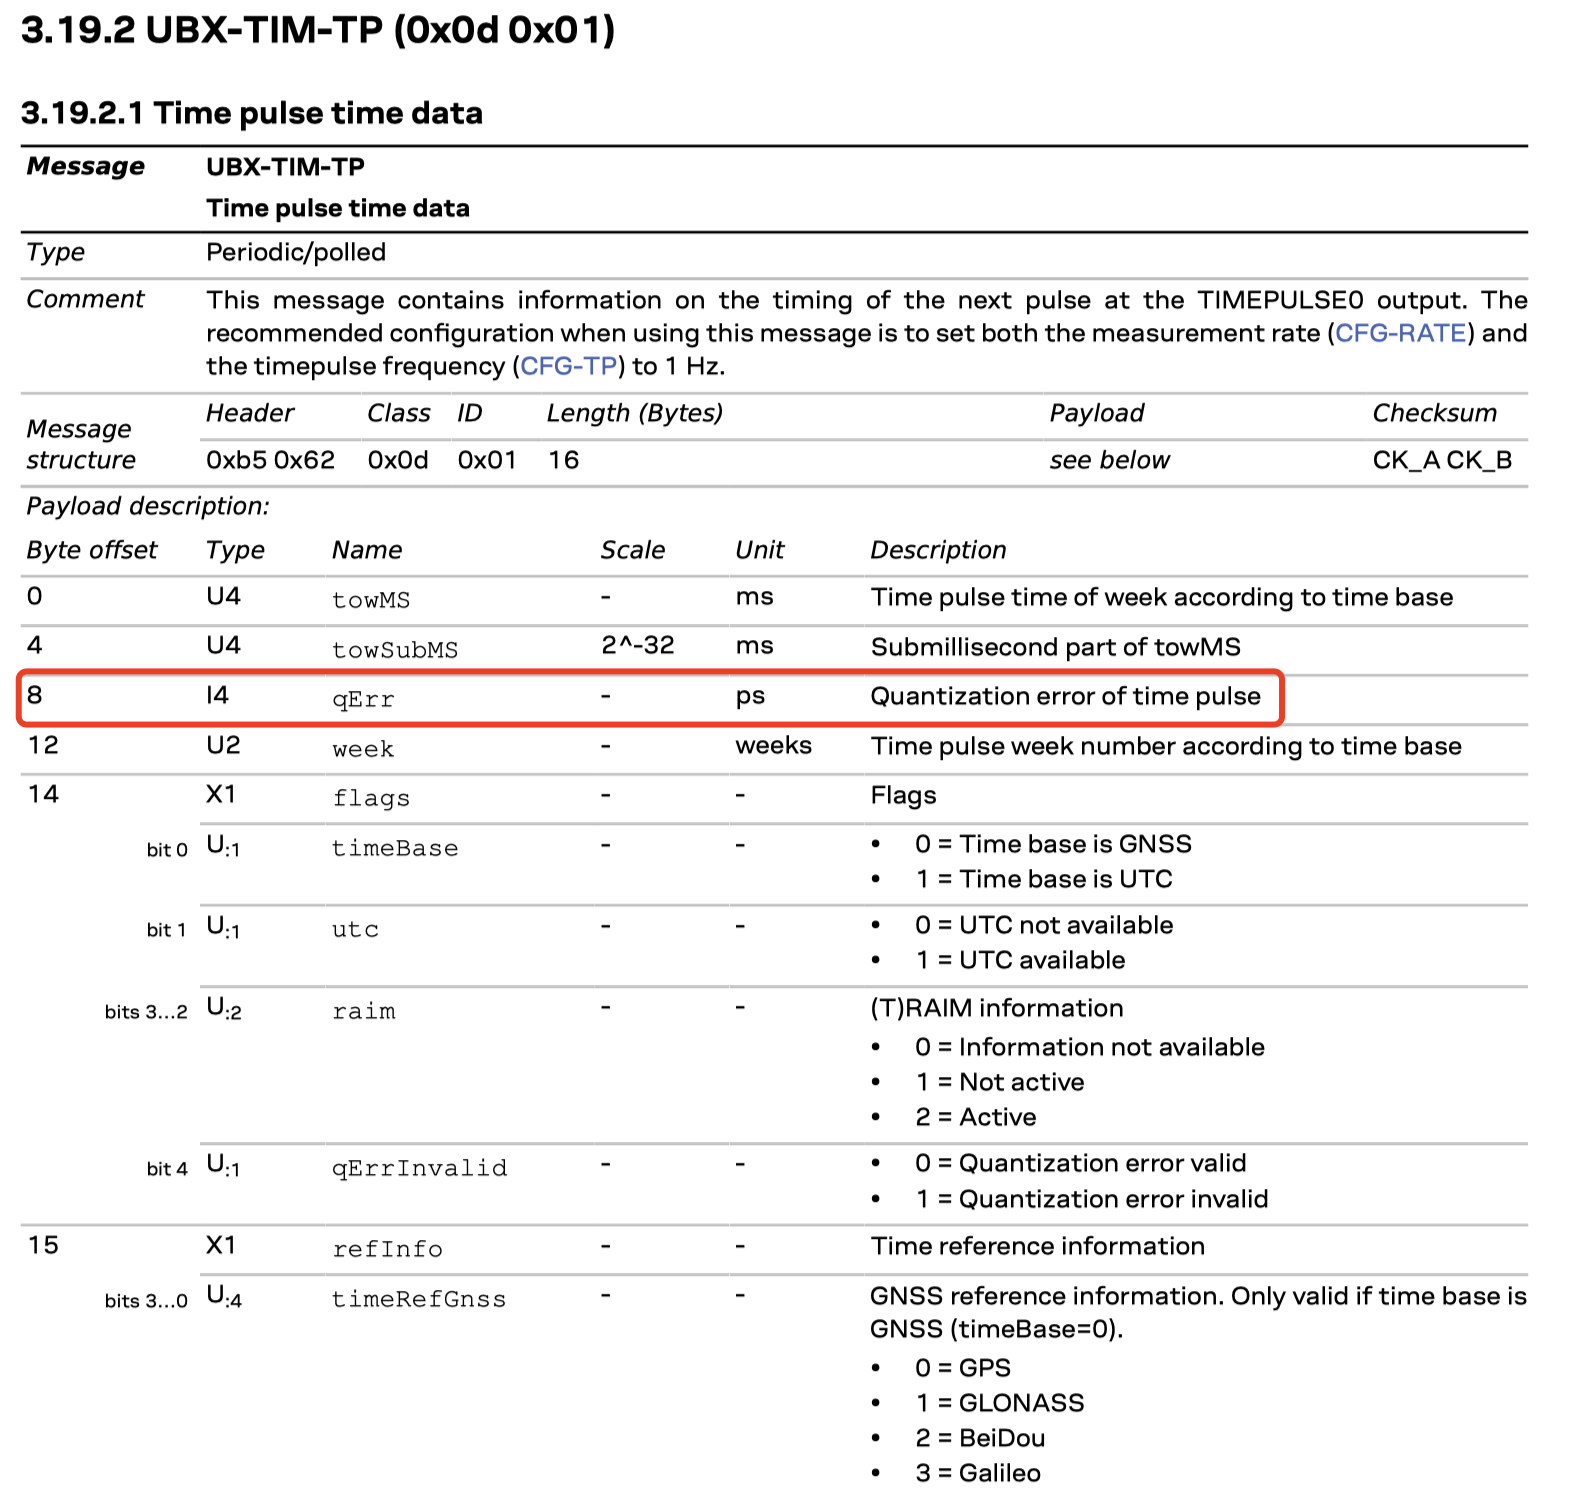 3.19.2 UBX-TIM-TP (0x0d 0x01)
3.19.2.1 Time pulse time data
Message UBX-TIM-TP
Time pulse time data
Type Periodic/polled
Comment This message contains information on the timing of the next pulse at the TIMEPULSE0 output. The
recommended configuration when using this message is to set both the measurement rate (CFG-RATE) and
the timepulse frequency (CFG-TP) to 1 Hz.
Message structure Header Class ID Length (Bytes) Payload Checksum
0xb5 0x62 0x0d 0x01 16 see below CK_A CK_B
Payload description:
Byte offset Type Name Scale Unit Description
0 U4 towMS - ms Time pulse time of week according to time base
4 U4 towSubMS 2^-32 ms Submillisecond part of towMS
8 I4 qErr - ps Quantization error of time pulse
12 U2 week - weeks Time pulse week number according to time base
14 X1 flags - - Flags
bit 0 U:1 timeBase - - • 0 = Time base is GNSS
• 1 = Time base is UTC
bit 1 U:1 utc - - • 0 = UTC not available
• 1 = UTC available
bits 3...2 U:2 raim - - (T)RAIM information
• 0 = Information not available
• 1 = Not active
• 2 = Active
bit 4 U:1 qErrInvalid - - • 0 = Quantization error valid
• 1 = Quantization error invalid
15 X1 refInfo - - Time reference information
bits 3...0 U:4 timeRefGnss - - GNSS reference information. Only valid if time base is
GNSS (timeBase=0).
• 0 = GPS
• 1 = GLONASS
• 2 = BeiDou
• 3 = Galileo